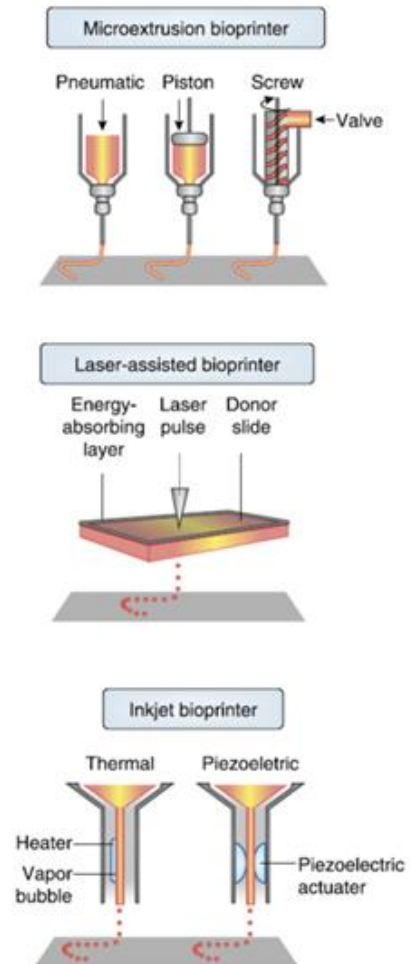 Microextrusion bioprinter
Pneumatic Piston Screw
Valve
Laser-assisted bioprinter
Energy- Laser Donor
absorbing pulse slide
layer
Inkjet bioprinter
Thermal Piezoeletric
Heater
Vapor
bubble
Piezoelectric
actuater